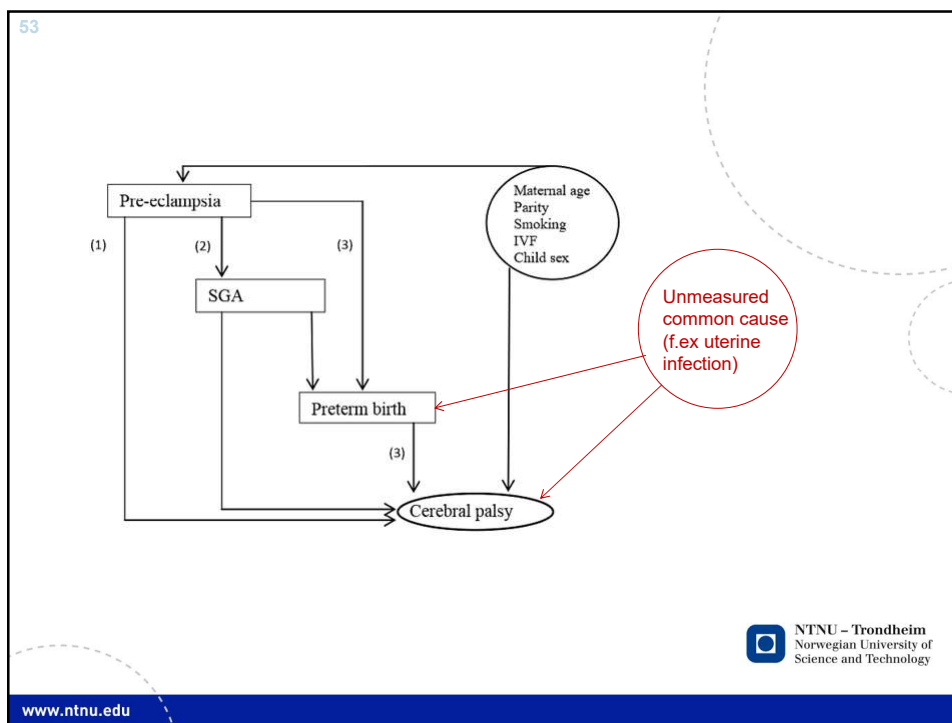 53
Pre-eclampsia
Maternal age
Parity
Smoking
IVF
Child sex
(1)
(2)
(3)
SGA
Unmeasured
common cause
(f.ex uterine
infection)
Preterm birth
(3)
Cerebral palsy
NTNU – Trondheim
Norwegian University of
Science and Technology
www.ntnu.edu